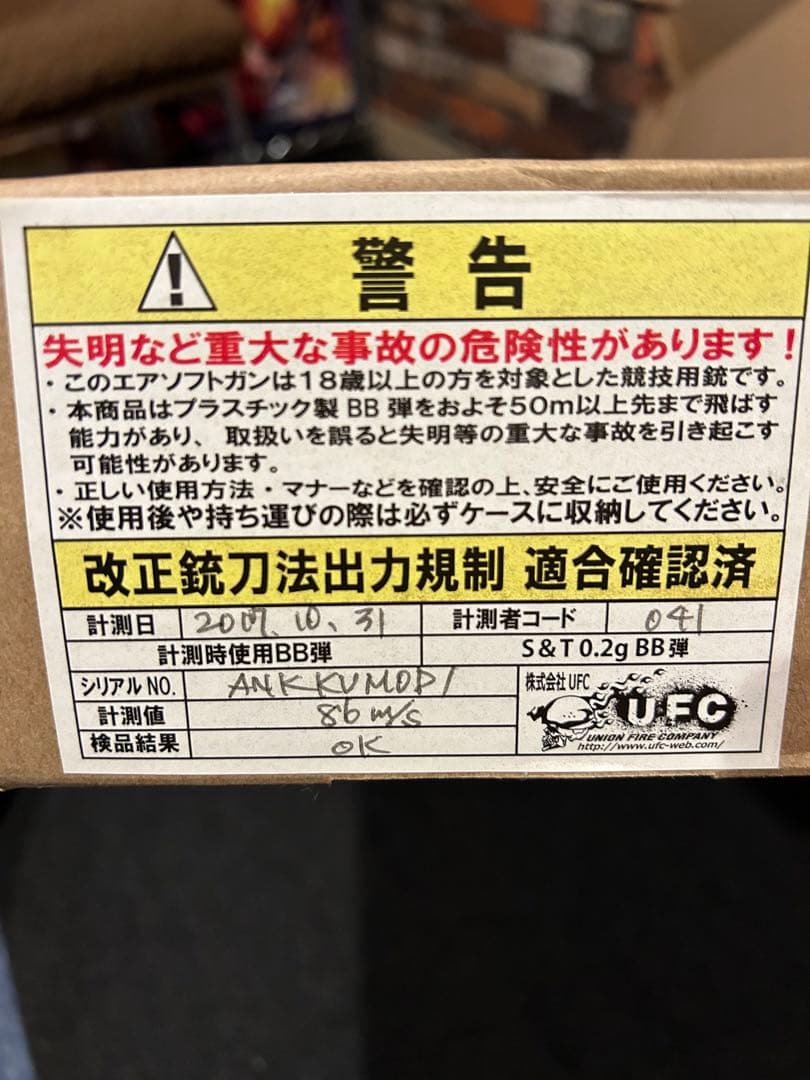 警告
失明など重大な事故の危険性があります!
・このエアソフトガンは18歳以上の方を対象とした競技用銃です。
・本商品はプラスチック製BB弾をおよそ50m以上先まで飛ばす
能力があり、取扱いを誤ると失明等の重大な事故を引き起こす
可能性があります。
・正しい使用方法・マナーなどを確認の上、安全にご使用ください。
※使用後や持ち運びの際は必ずケースに収納してください。
改正銃刀法出力規制 適合確認済
計測日 2007.10.31 計測者コード 041
計測時使用BB弾 S&T 0.2g BB弾
シリアルNO. 株式会社UFC
計測値 86m/s UFC
検品結果 OK UNION FIRE COMPANY
http://www.ufc-web.com/